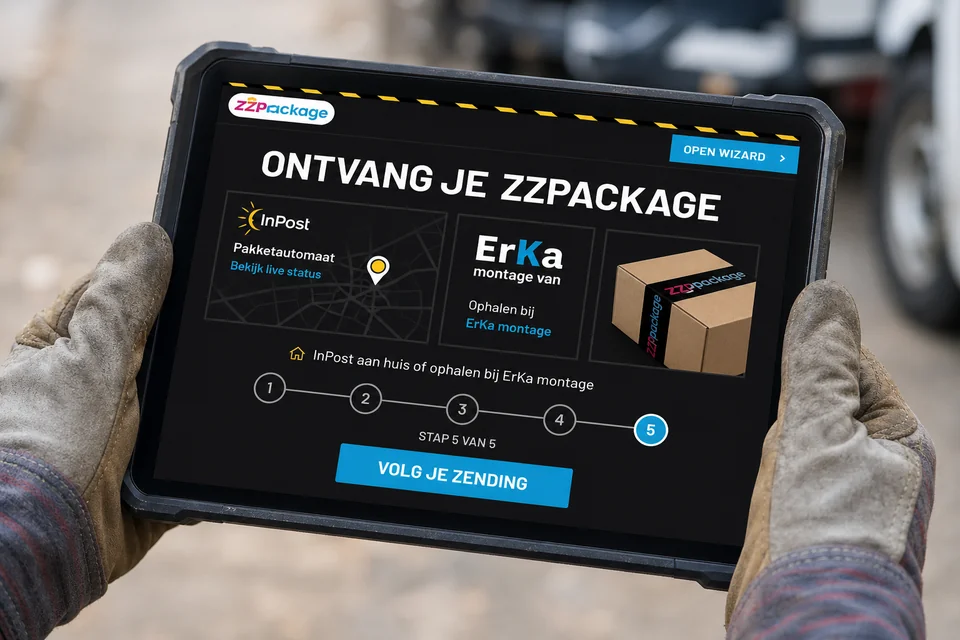 ZZPackage
OPEN WIZARD
ONTVANG JE ZZPACKAGE
InPost
Pakketautomaat
Bekijk live status
ErKa
montage van
Ophalen bij
ErKa montage
ZZPpackage
ZZPpackage
InPost aan huis of ophalen bij ErKa montage
1 2 3 4 5
STAP 5 VAN 5
VOLG JE ZENDING